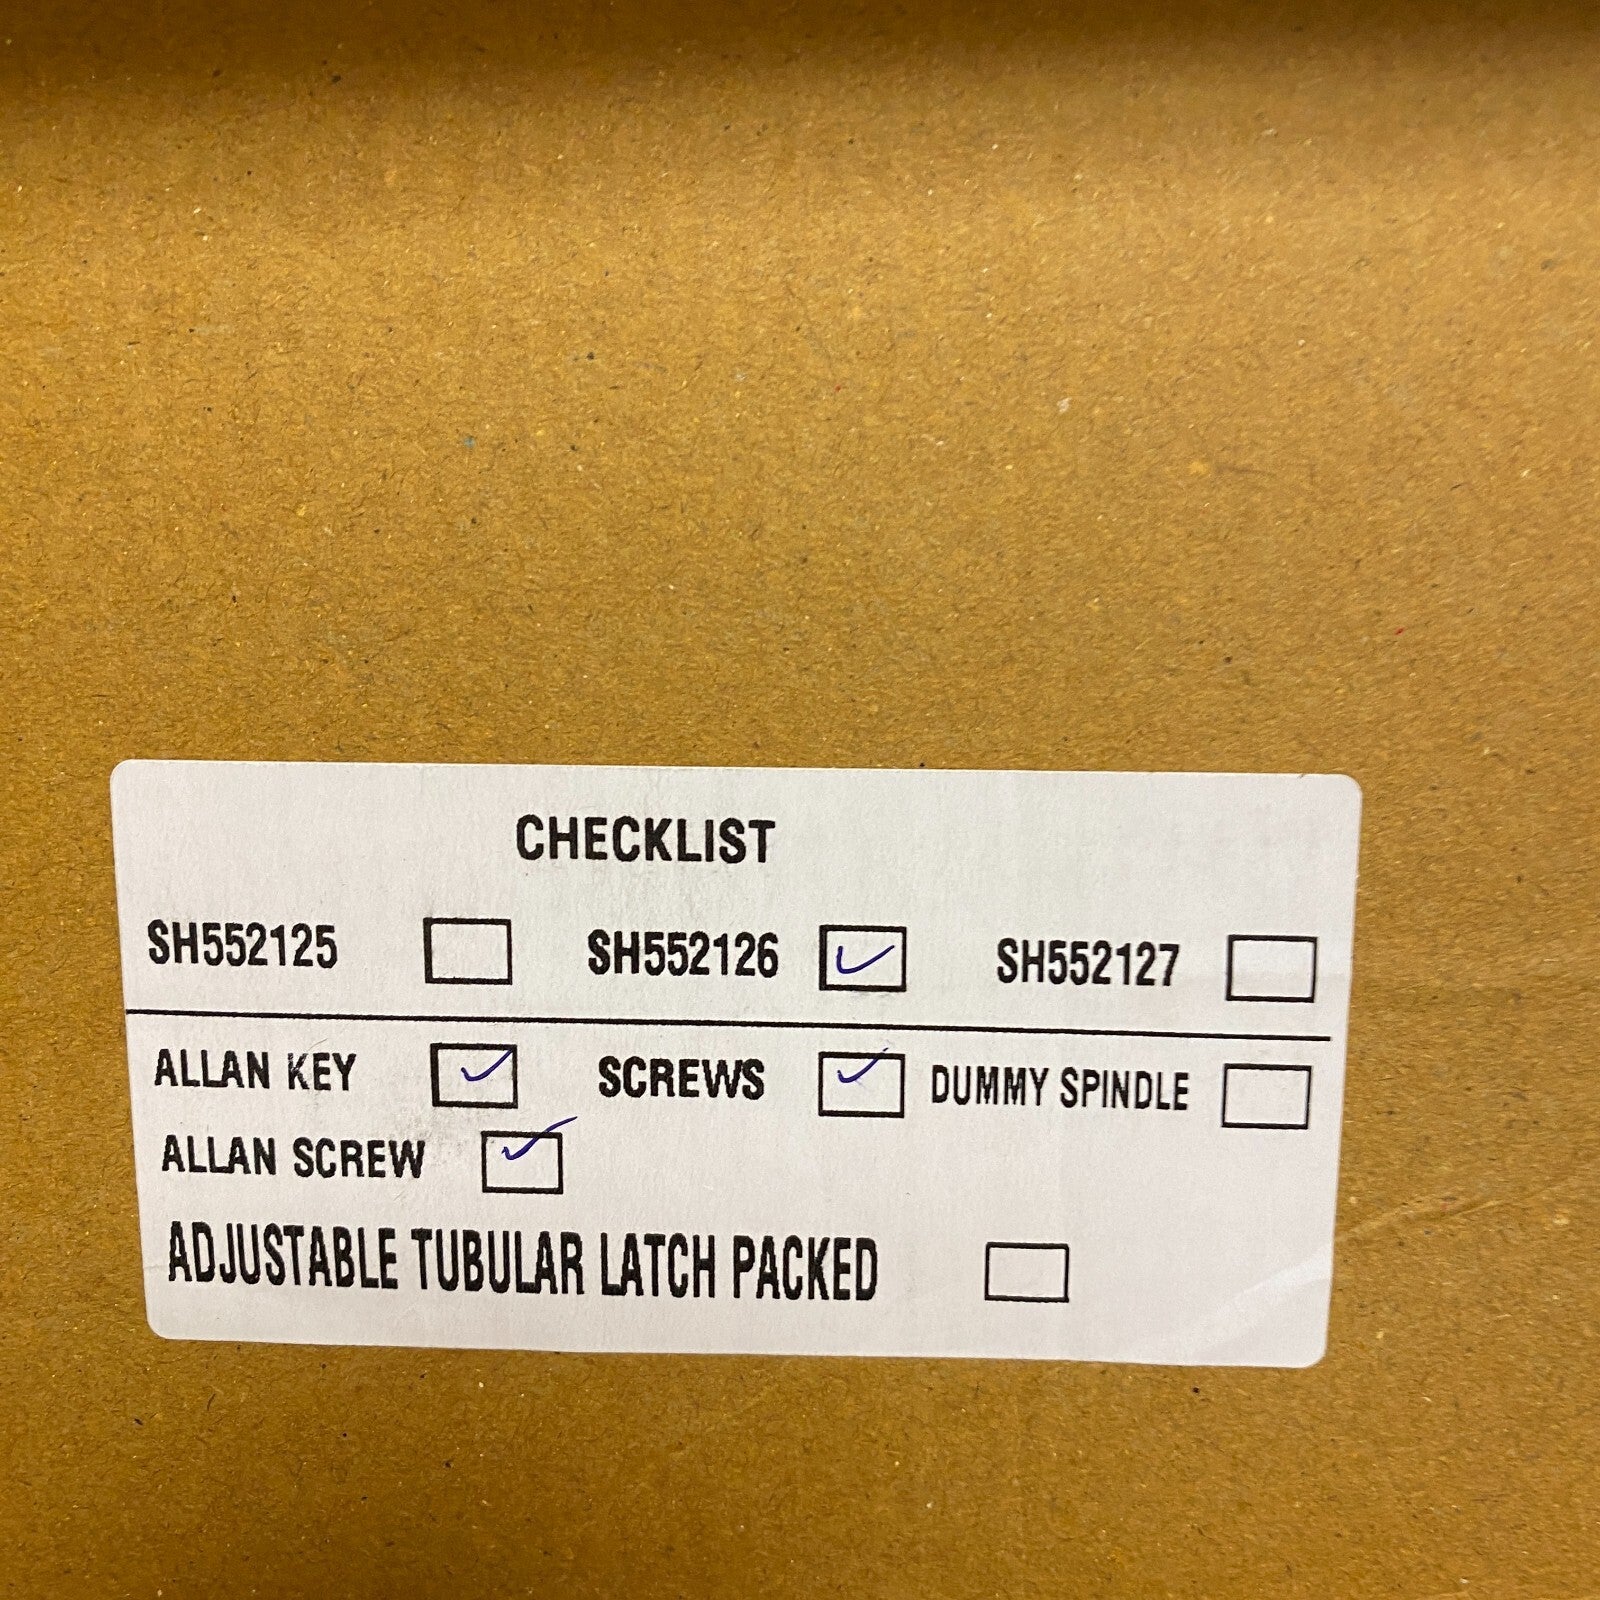 CHECKLIST
SH552125 SH552126 SH552127
ALLAN KEY SCREWS DUMMY SPINDLE
ALLAN SCREW
ADJUSTABLE TUBULAR LATCH PACKED